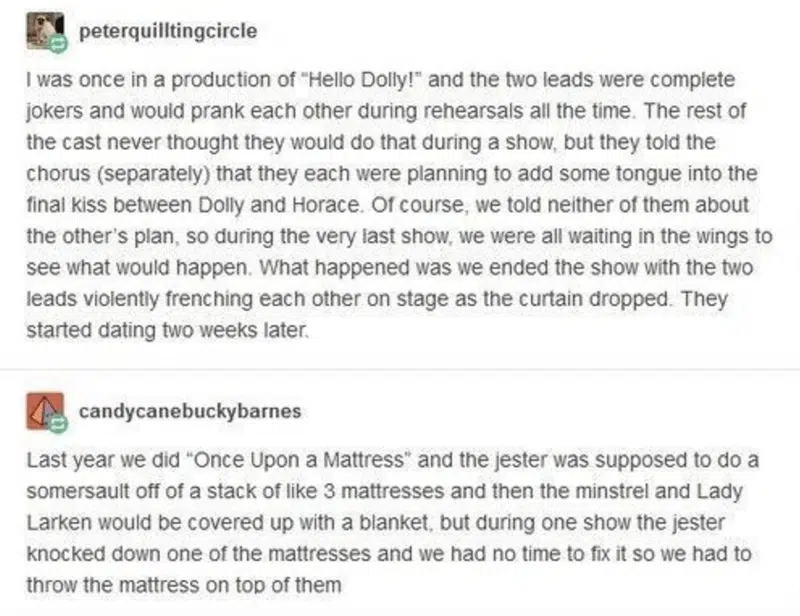 peterquilltingcircle
I was once in a production of "Hello Dolly!" and the two leads were complete
jokers and would prank each other during rehearsals all the time. The rest of
the cast never thought they would do that during a show, but they told the
chorus (separately) that they each were planning to add some tongue into the
final kiss between Dolly and Horace. Of course, we told neither of them about
the other's plan, so during the very last show, we were all waiting in the wings to
see what would happen. What happened was we ended the show with the two
leads violently frenching each other on stage as the curtain dropped. They
started dating two weeks later.
candycanebuckybarnes
Last year we did "Once Upon a Mattress" and the jester was supposed to do a
somersault off of a stack of like 3 mattresses and then the minstrel and Lady
Larken would be covered up with a blanket, but during one show the jester
knocked down one of the mattresses and we had no time to fix it so we had to
throw the mattress on top of them